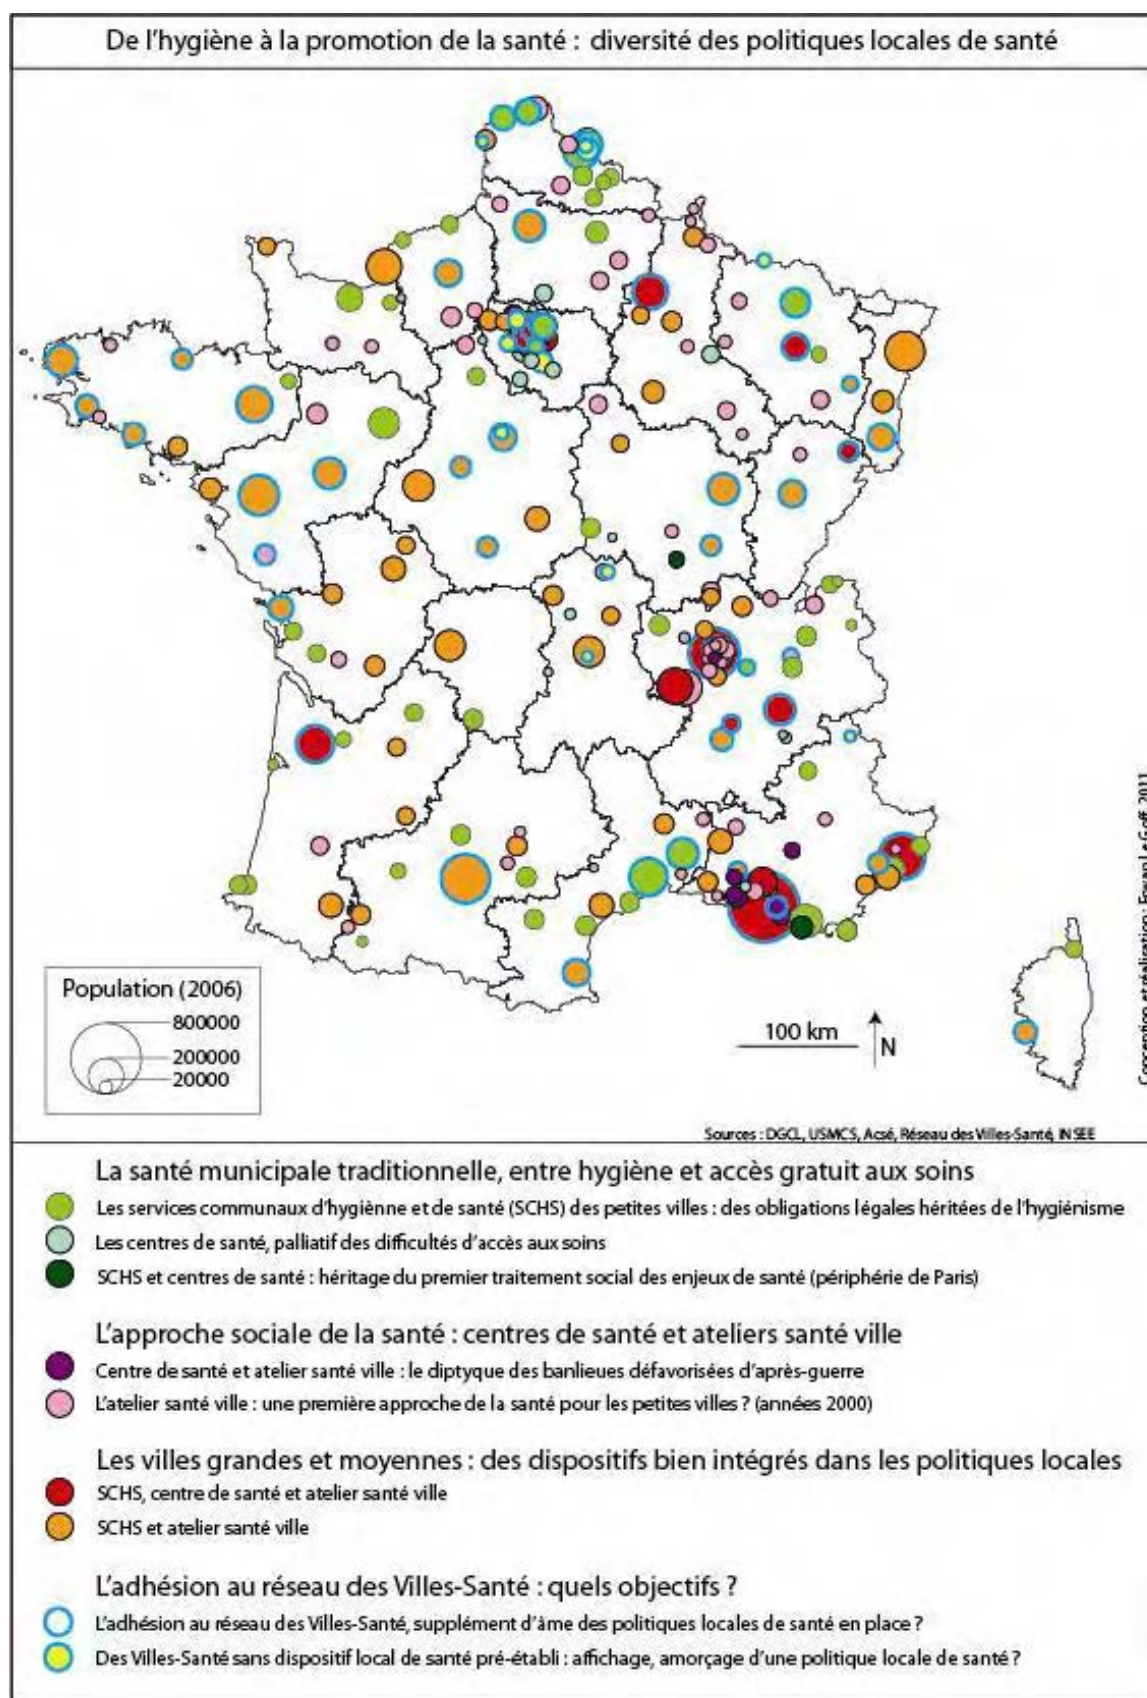 De l'hygiène à la promotion de la santé : diversité des politiques locales de santé
Population (2006)
800000
200000
20000
100 km
N
Conception et réalisation : Erwan Le Goff, 2011
Sources : DGCL, USMCS, Acsé, Réseau des Villes-Santé, INSEE
La santé municipale traditionnelle, entre hygiène et accès gratuit aux soins
Les services communaux d'hygiènne et de santé (SCHS) des petites villes : des obligations légales héritées de l'hygiénisme
Les centres de santé, palliatif des difficultés d'accès aux soins
SCHS et centres de santé : héritage du premier traitement social des enjeux de santé (périphérie de Paris)
L'approche sociale de la santé : centres de santé et ateliers santé ville
Centre de santé et atelier santé ville : le diptyque des banlieues défavorisées d'après-guerre
L'atelier santé ville : une première approche de la santé pour les petites villes ? (années 2000)
Les villes grandes et moyennes : des dispositifs bien intégrés dans les politiques locales
SCHS, centre de santé et atelier santé ville
SCHS et atelier santé ville
L'adhésion au réseau des Villes-Santé : quels objectifs ?
L'adhésion au réseau des Villes-Santé, supplément d'âme des politiques locales de santé en place ?
Des Villes-Santé sans dispositif local de santé pré-établi : affichage, amorçage d'une politique locale de santé ?